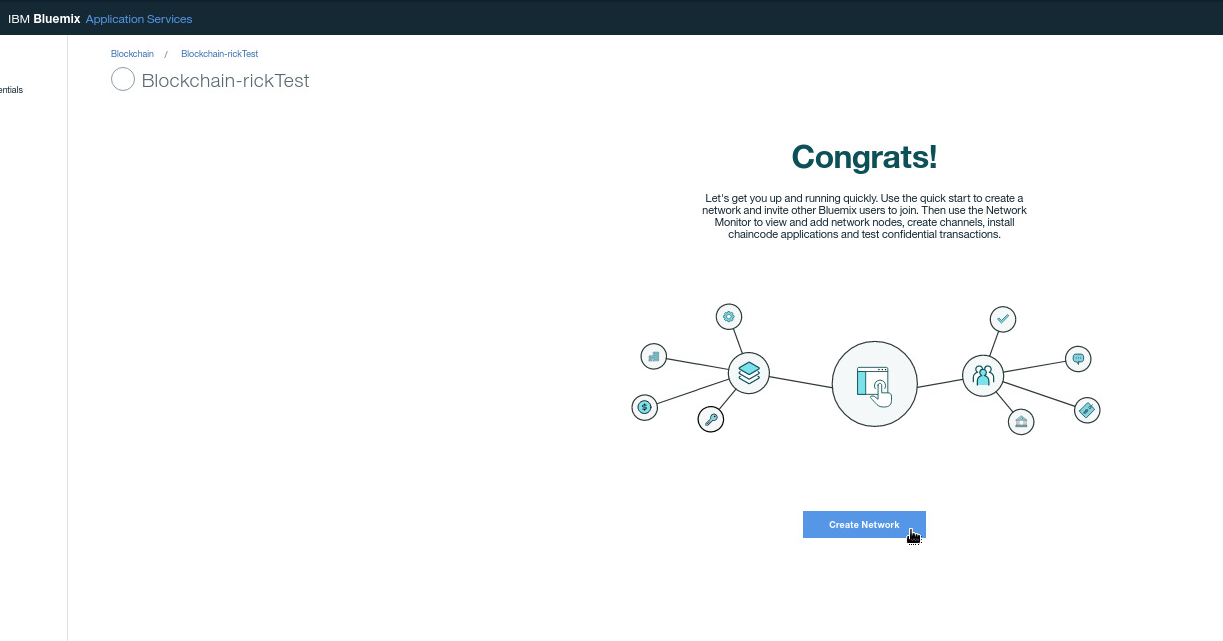 IBM Bluemix Application Services
Blockchain / Blockchain-rickTest
entials
Blockchain-rickTest
Congrats!
Let's get you up and running quickly. Use the quick start to create a
network and invite other Bluemix users to join. Then use the Network
Monitor to view and add network nodes, create channels, install
chaincode applications and test confidential transactions.
$
Create Network